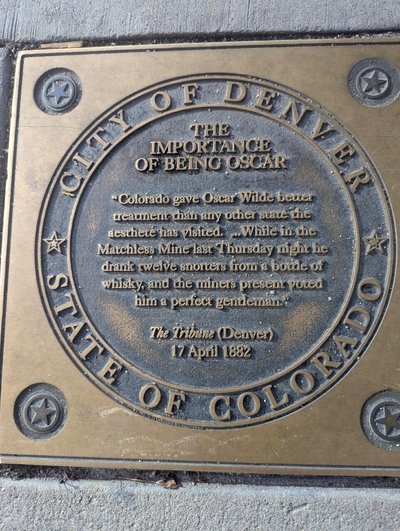 CITY OF DENVER
THE
IMPORTANCE
OF BEING OSCAR
"Colorado gave Oscar Wilde better
treatment than any other state the
aesthete has visited. ...While in the
Matchless Mine last Thursday night he
drank twelve snorters from a bottle of
whisky, and the miners present voted
him a perfect gentleman."
The Tribune (Denver)
17 April 1882
STATE OF COLORADO